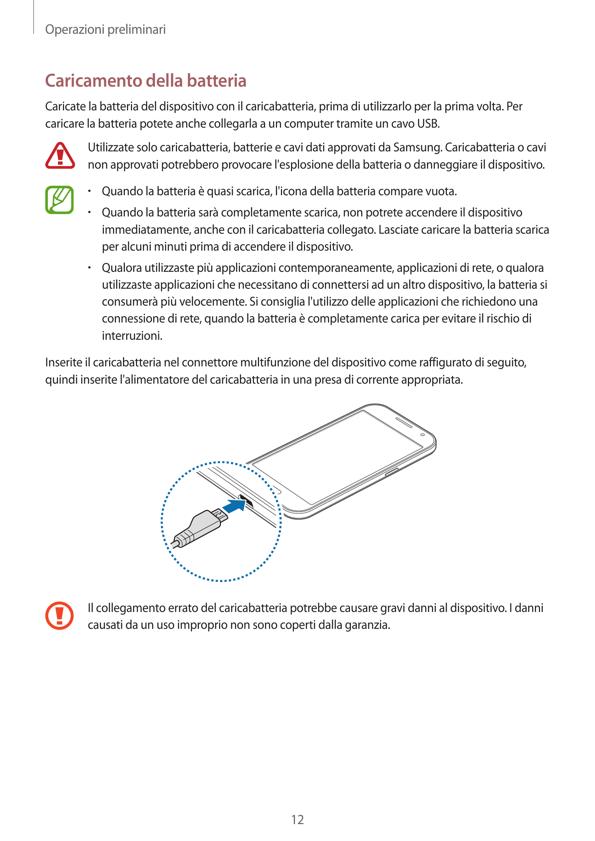 Operazioni preliminari
Caricamento della batteria
Caricate la batteria del dispositivo con il caricabatteria, prima di utilizzarlo per la prima volta. Per
caricare la batteria potete anche collegarla a un computer tramite un cavo USB.
Utilizzate solo caricabatteria, batterie e cavi dati approvati da Samsung. Caricabatteria o cavi
non approvati potrebbero provocare l'esplosione della batteria o danneggiare il dispositivo.
• Quando la batteria è quasi scarica, l'icona della batteria compare vuota.
• Quando la batteria sarà completamente scarica, non potrete accendere il dispositivo
immediatamente, anche con il caricabatteria collegato. Lasciate caricare la batteria scarica
per alcuni minuti prima di accendere il dispositivo.
• Qualora utilizzaste più applicazioni contemporaneamente, applicazioni di rete, o qualora
utilizzaste applicazioni che necessitano di connettersi ad un altro dispositivo, la batteria si
consumerà più velocemente. Si consiglia l'utilizzo delle applicazioni che richiedono una
connessione di rete, quando la batteria è completamente carica per evitare il rischio di
interruzioni.
Inserite il caricabatteria nel connettore multifunzione del dispositivo come raffigurato di seguito,
quindi inserite l'alimentatore del caricabatteria in una presa di corrente appropriata.
Il collegamento errato del caricabatteria potrebbe causare gravi danni al dispositivo. I danni
causati da un uso improprio non sono coperti dalla garanzia.
12